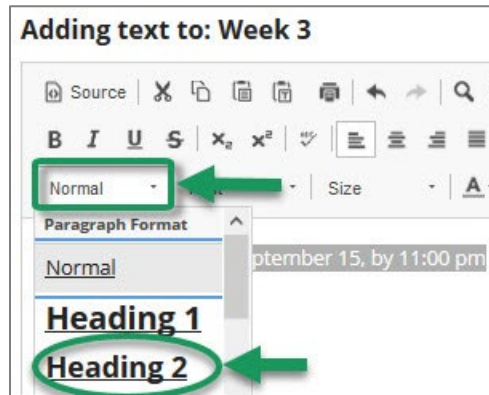 Adding text to: Week 3
Source
B I U S x₂ x²
Normal Size A
Paragraph Format
Normal
ptember 15, by 11:00 pm
Heading 1
Heading 2